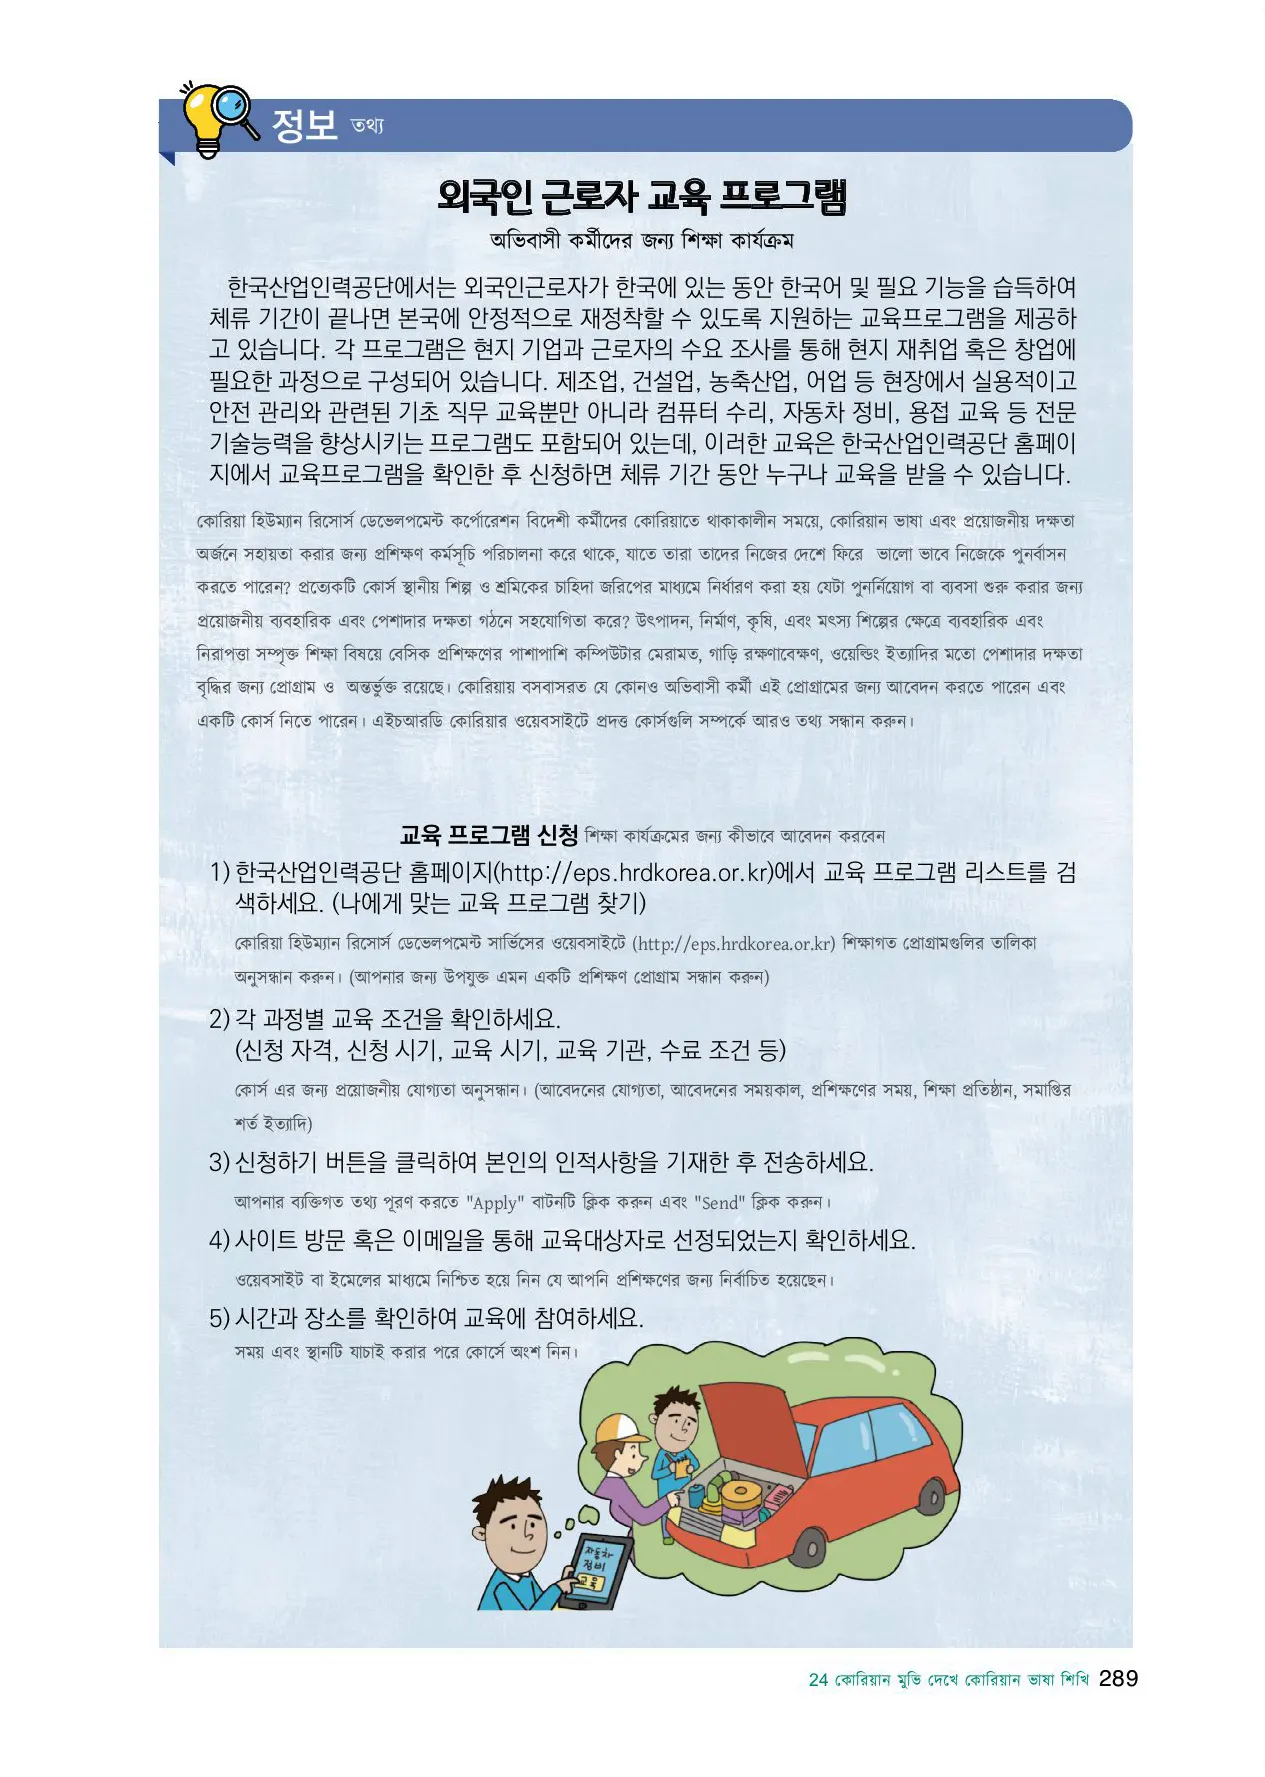 정보 তথ্য
외국인 근로자 교육 프로그램
অভিবাসী কর্মীদের জন্য শিক্ষা কার্যক্রম
한국산업인력공단에서는 외국인근로자가 한국에 있는 동안 한국어 및 필요 기능을 습득하여
체류 기간이 끝나면 본국에 안정적으로 재정착할 수 있도록 지원하는 교육프로그램을 제공하
고 있습니다. 각 프로그램은 현지 기업과 근로자의 수요 조사를 통해 현지 재취업 혹은 창업에
필요한 과정으로 구성되어 있습니다. 제조업, 건설업, 농축산업, 어업 등 현장에서 실용적이고
안전 관리와 관련된 기초 직무 교육뿐만 아니라 컴퓨터 수리, 자동차 정비, 용접 교육 등 전문
기술능력을 향상시키는 프로그램도 포함되어 있는데, 이러한 교육은 한국산업인력공단 홈페이
지에서 교육프로그램을 확인한 후 신청하면 체류 기간 동안 누구나 교육을 받을 수 있습니다.
কোরিয়া হিউম্যান রিসোর্স ডেভেলপমেন্ট কর্পোরেশন বিদেশী কর্মীদের কোরিয়াতে থাকাকালীন সময়ে, কোরিয়ান ভাষা এবং প্রয়োজনীয় দক্ষতা
অর্জনে সহায়তা করার জন্য প্রশিক্ষণ কর্মসূচি পরিচালনা করে থাকে, যাতে তারা তাদের নিজের দেশে ফিরে ভালো ভাবে নিজেকে পুনর্বাসন
করতে পারেন? প্রত্যেকটি কোর্স স্থানীয় শিল্প ও শ্রমিকের চাহিদা জরিপের মাধ্যমে নির্ধারণ করা হয় যেটা পুনর্নিয়োগ বা ব্যবসা শুরু করার জন্য
প্রয়োজনীয় ব্যবহারিক এবং পেশাদার দক্ষতা গঠনে সহযোগিতা করে? উৎপাদন, নির্মাণ, কৃষি, এবং মৎস্য শিল্পের ক্ষেত্রে ব্যবহারিক এবং
নিরাপত্তা সম্পৃক্ত শিক্ষা বিষয়ে বেসিক প্রশিক্ষণের পাশাপাশি কম্পিউটার মেরামত, গাড়ি রক্ষণাবেক্ষণ, ওয়েল্ডিং ইত্যাদির মতো পেশাদার দক্ষতা
বৃদ্ধির জন্য প্রোগ্রাম ও অন্তর্ভুক্ত রয়েছে। কোরিয়ায় বসবাসরত যে কোনও অভিবাসী কর্মী এই প্রোগ্রামের জন্য আবেদন করতে পারেন এবং
একটি কোর্স নিতে পারেন। এইচআরডি কোরিয়ার ওয়েবসাইটে প্রদত্ত কোর্সগুলি সম্পর্কে আরও তথ্য সন্ধান করুন।
교육 프로그램 신청 শিক্ষা কার্যক্রমের জন্য কীভাবে আবেদন করবেন
1) 한국산업인력공단 홈페이지(http://eps.hrdkorea.or.kr)에서 교육 프로그램 리스트를 검
색하세요. (나에게 맞는 교육 프로그램 찾기)
কোরিয়া হিউম্যান রিসোর্স ডেভেলপমেন্ট সার্ভিসের ওয়েবসাইটে (http://eps.hrdkorea.or.kr) শিক্ষাগত প্রোগ্রামগুলির তালিকা
অনুসন্ধান করুন। (আপনার জন্য উপযুক্ত এমন একটি প্রশিক্ষণ প্রোগ্রাম সন্ধান করুন)
2) 각 과정별 교육 조건을 확인하세요.
(신청 자격, 신청 시기, 교육 시기, 교육 기관, 수료 조건 등)
কোর্স এর জন্য প্রয়োজনীয় যোগ্যতা অনুসন্ধান। (আবেদনের যোগ্যতা, আবেদনের সময়কাল, প্রশিক্ষণের সময়, শিক্ষা প্রতিষ্ঠান, সমাপ্তির
শর্ত ইত্যাদি)
3) 신청하기 버튼을 클릭하여 본인의 인적사항을 기재한 후 전송하세요.
আপনার ব্যক্তিগত তথ্য পূরণ করতে "Apply" বাটনটি ক্লিক করুন এবং "Send" ক্লিক করুন।
4) 사이트 방문 혹은 이메일을 통해 교육대상자로 선정되었는지 확인하세요.
ওয়েবসাইট বা ইমেলের মাধ্যমে নিশ্চিত হয়ে নিন যে আপনি প্রশিক্ষণের জন্য নির্বাচিত হয়েছেন।
5) 시간과 장소를 확인하여 교육에 참여하세요.
সময় এবং স্থানটি যাচাই করার পরে কোর্সে অংশ নিন।
자동차
정비
교육
24 কোরিয়ান মুভি দেখে কোরিয়ান ভাষা শিখি 289